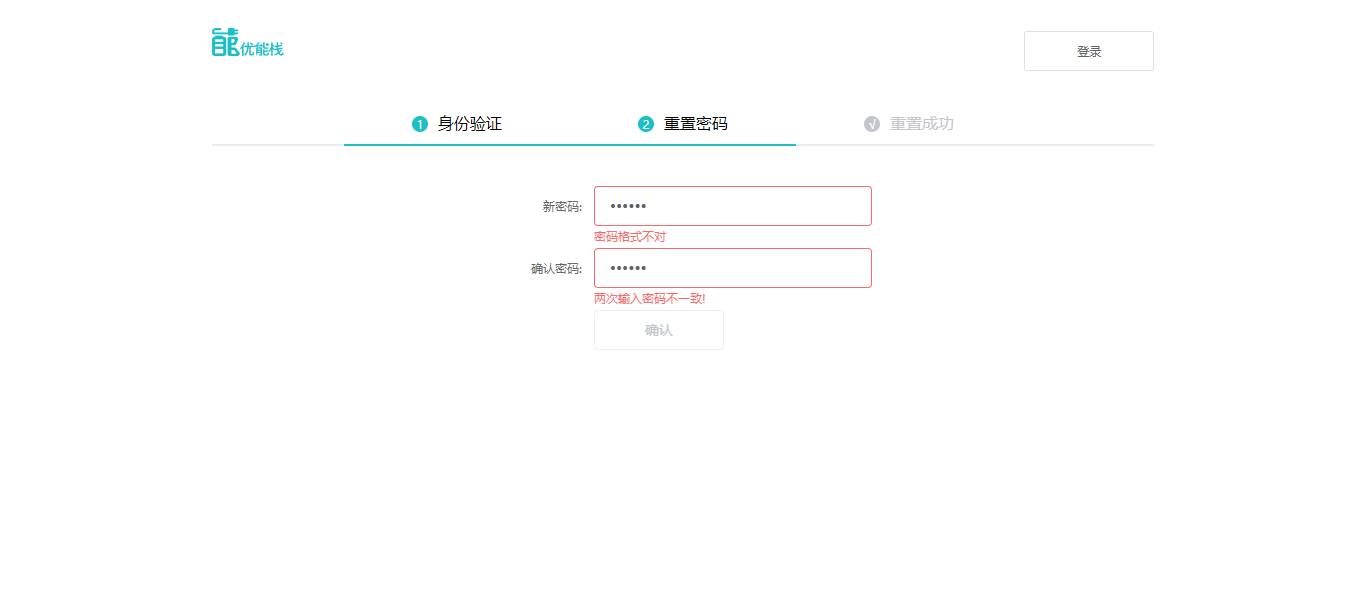 优能栈
登录
1 身份验证
2 重置密码
√ 重置成功
新密码: ••••••
密码格式不对
确认密码: ••••••
两次输入密码不一致!
确认